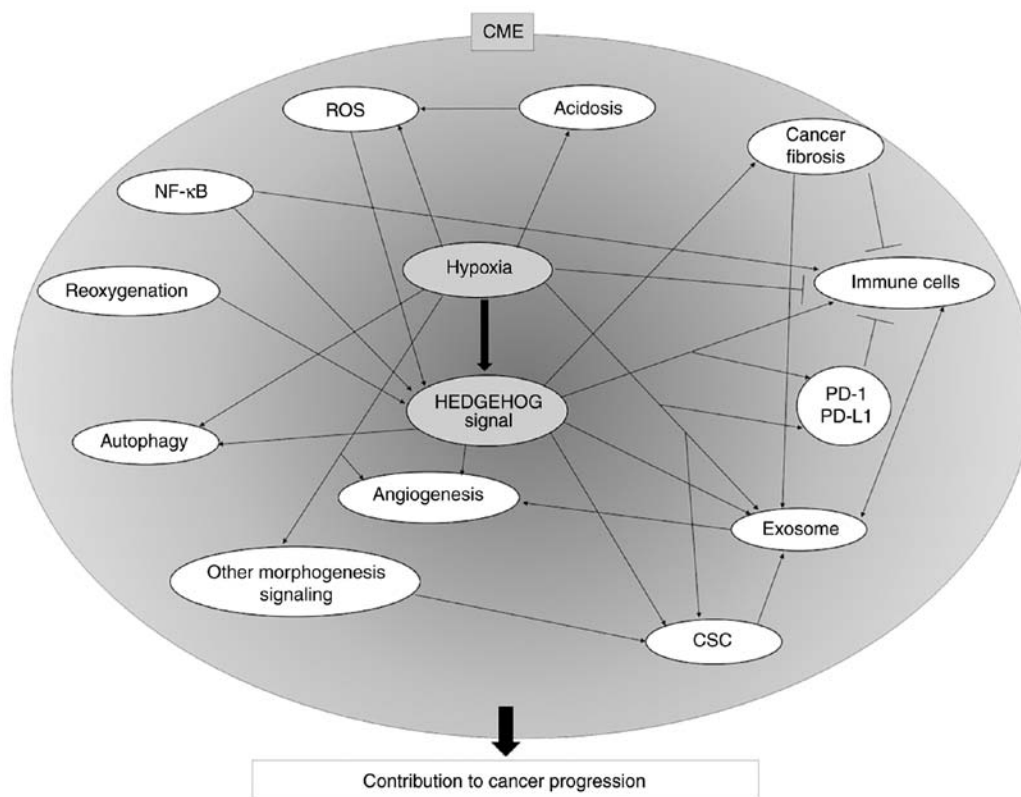 CME
ROS
Acidosis
Cancer
fibrosis
NF-κB
Hypoxia
Immune cells
Reoxygenation
HEDGEHOG
signal
PD-1
PD-L1
Autophagy
Angiogenesis
Exosome
Other morphogenesis
signaling
CSC
Contribution to cancer progression